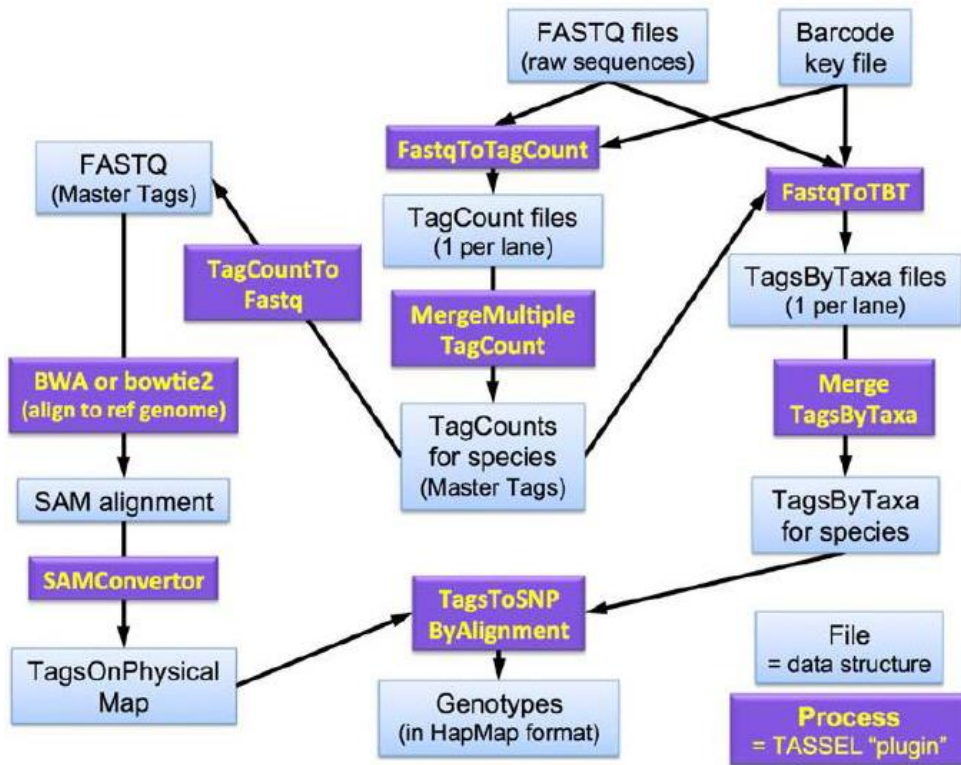 FASTQ files
(raw sequences)
Barcode
key file
FastqToTagCount
FASTQ
(Master Tags)
FastqToTBT
TagCount files
(1 per lane)
TagCountTo
Fastq
TagsByTaxa files
(1 per lane)
MergeMultiple
TagCount
BWA or bowtie2
(align to ref genome)
Merge
TagsByTaxa
TagCounts
for species
(Master Tags)
SAM alignment
TagsByTaxa
for species
SAMConvertor
TagsToSNP
ByAlignment
File
= data structure
TagsOnPhysical
Map
Genotypes
(in HapMap format)
Process
= TASSEL “plugin”